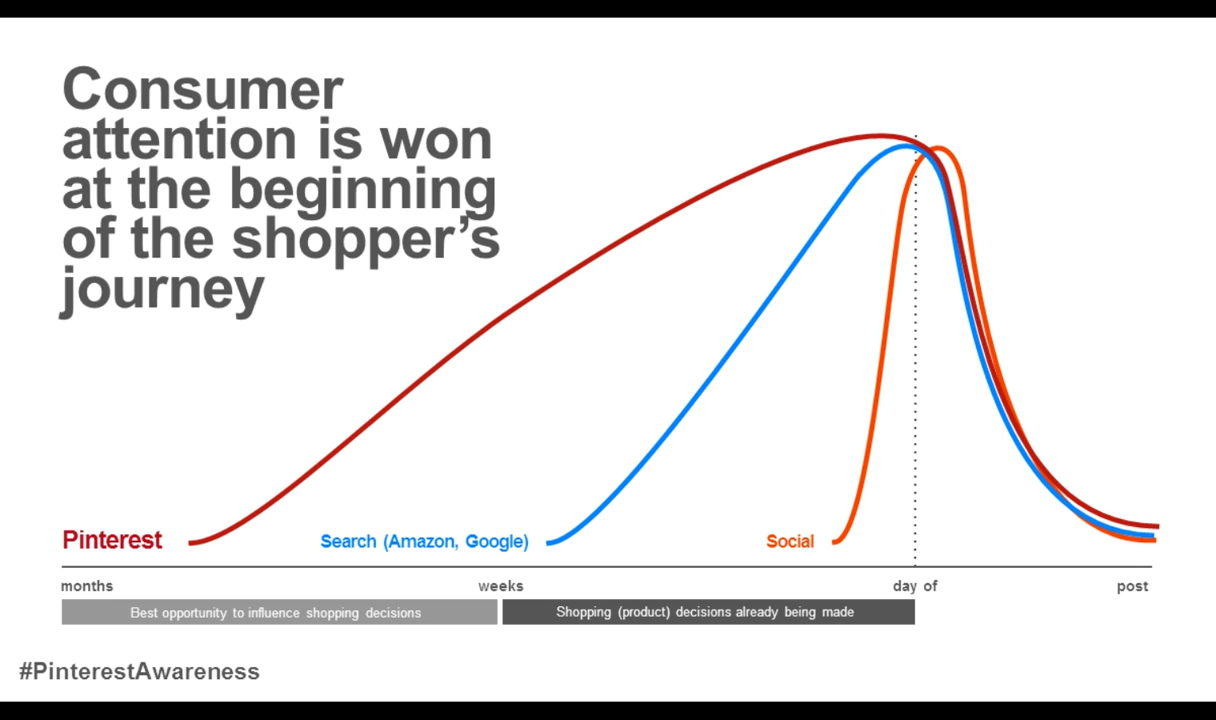 Consumer
attention is won
at the beginning
of the shopper’s
journey
Pinterest
Search (Amazon, Google)
Social
months
weeks
day of
post
Best opportunity to influence shopping decisions
Shopping (product) decisions already being made
#PinterestAwareness